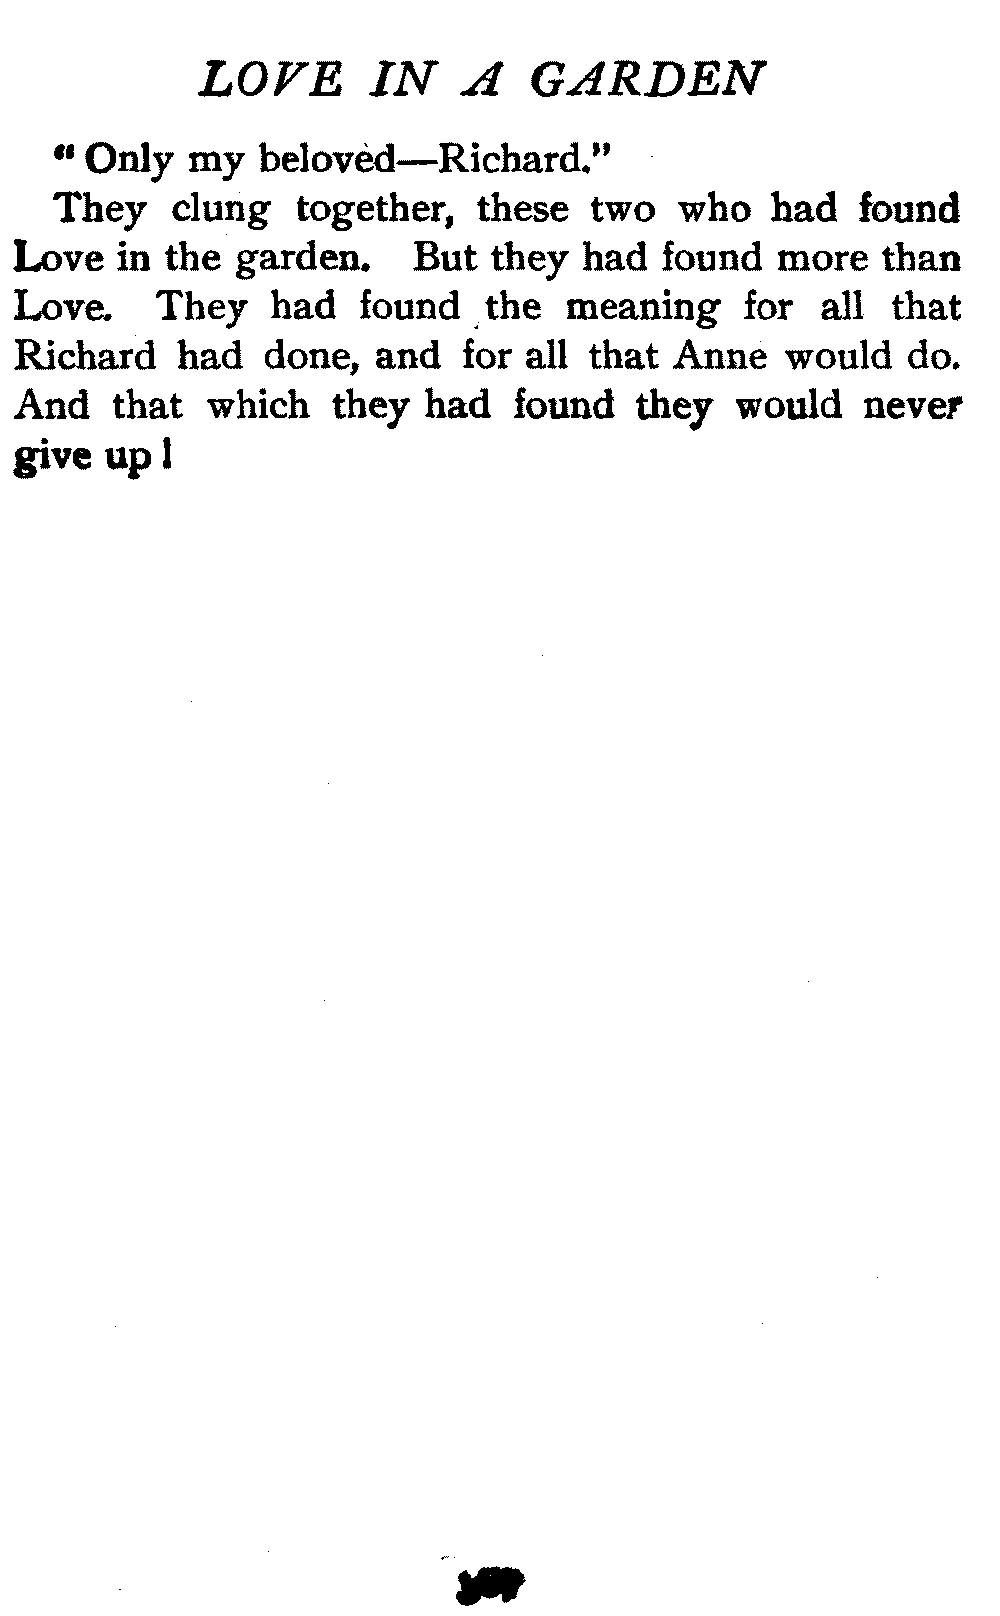 LOVE IN A GARDEN
“Only my belovèd—Richard.”
They clung together, these two who had found
Love in the garden. But they had found more than
Love. They had found the meaning for all that
Richard had done, and for all that Anne would do.
And that which they had found they would never
give up!